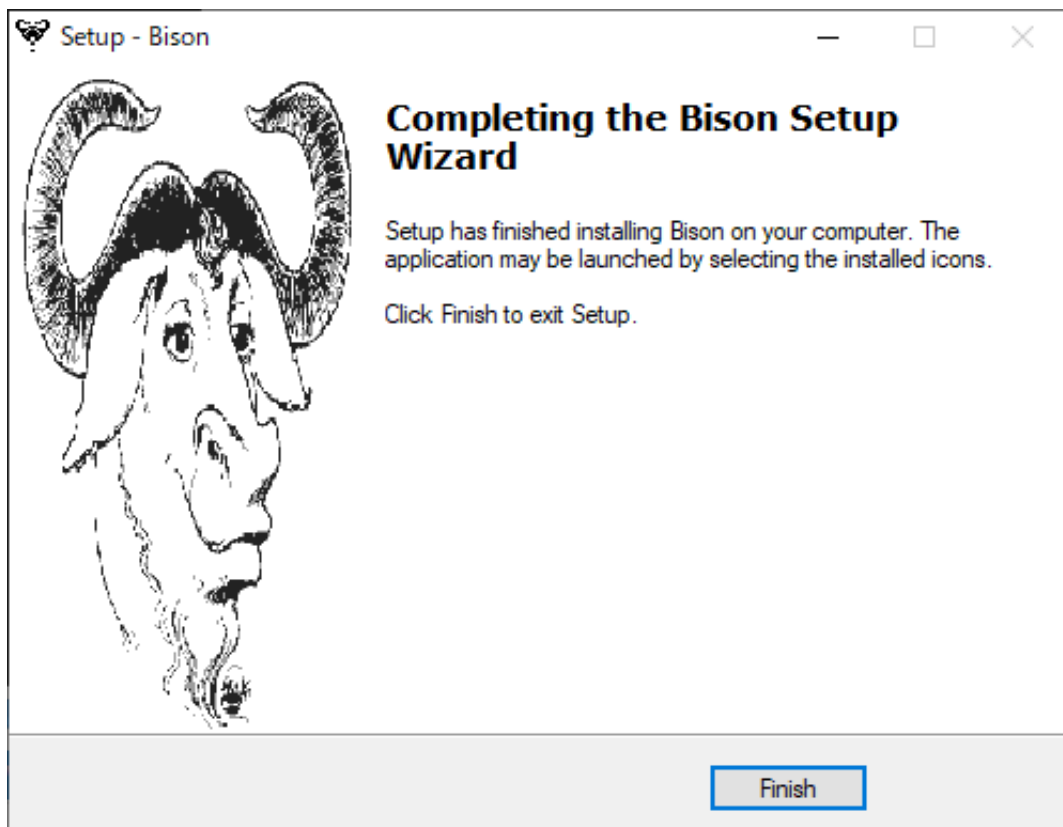 Setup - Bison
Completing the Bison Setup
Wizard
Setup has finished installing Bison on your computer. The
application may be launched by selecting the installed icons.
Click Finish to exit Setup.
Finish